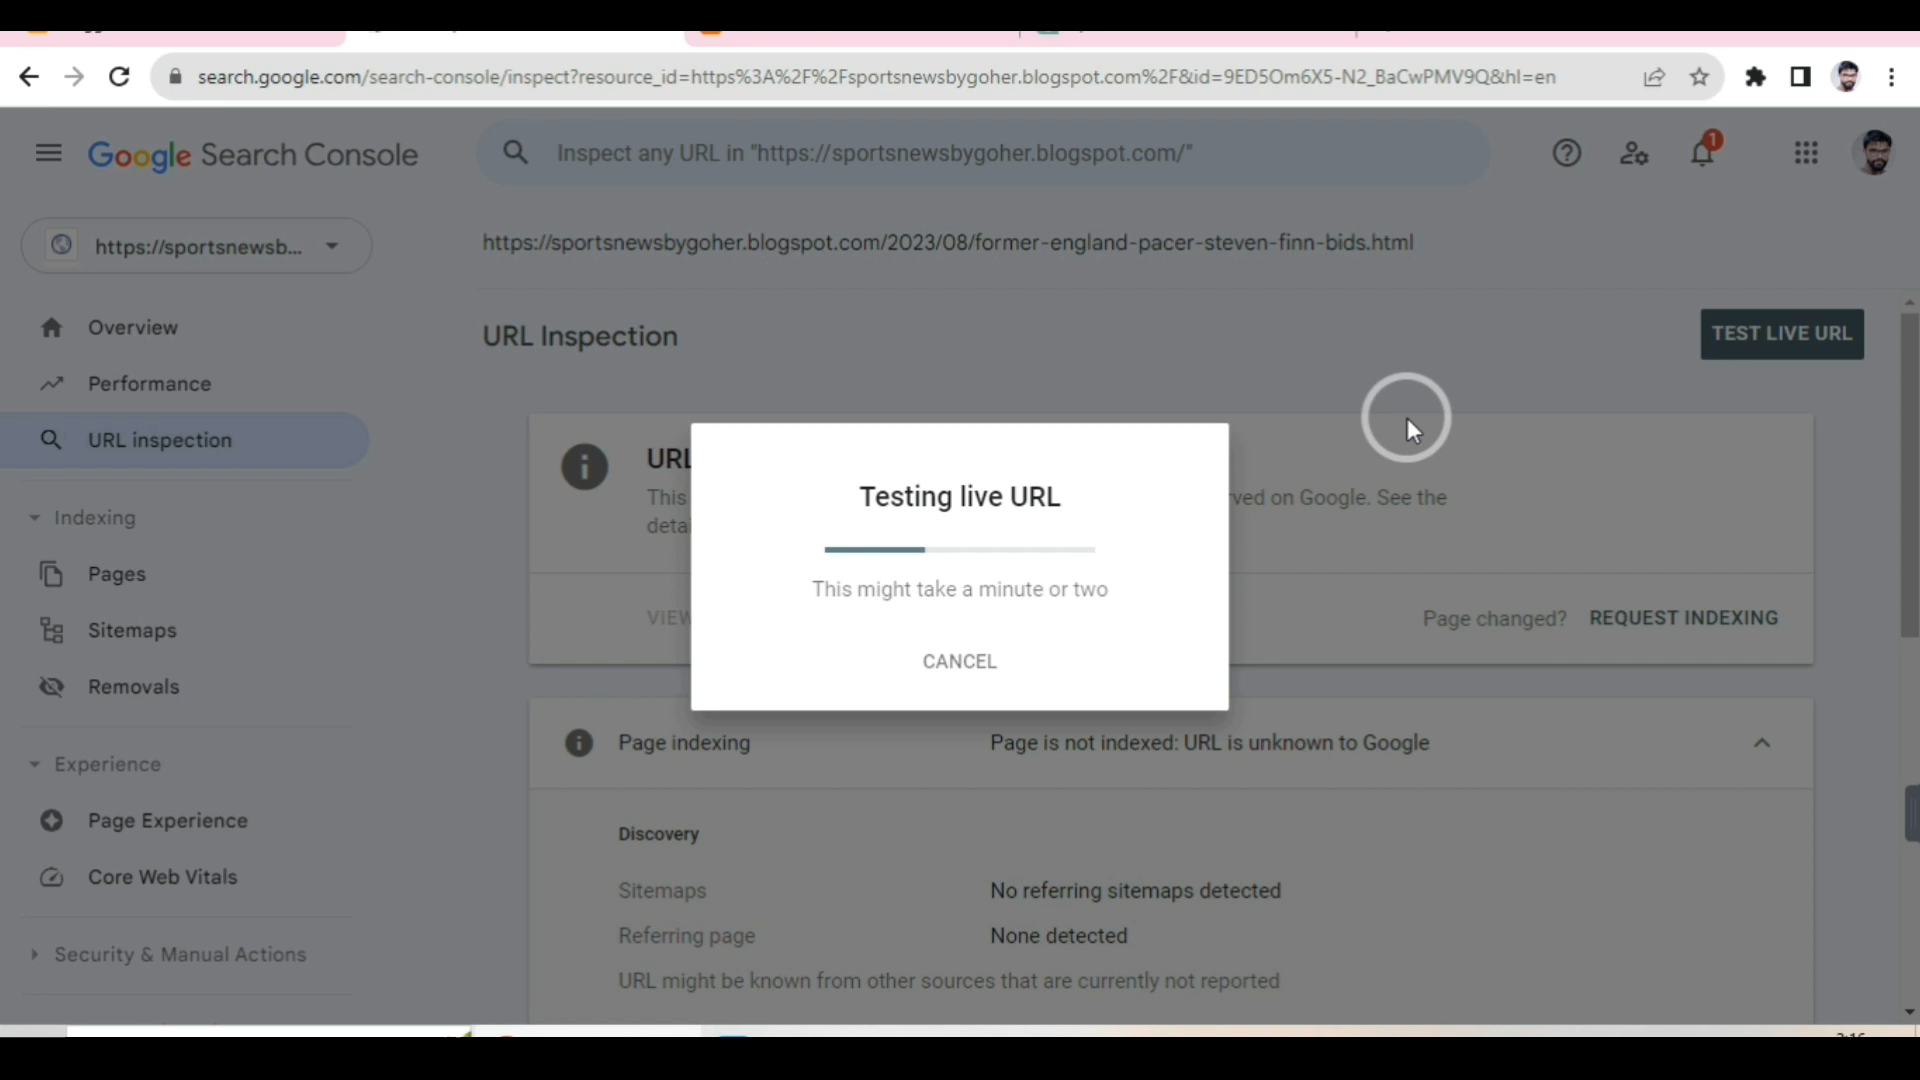 search.google.com/search-console/inspect?resource_id=https%3A%2F%2Fsportsnewsbygoher.blogspot.com%2F&id=9ED5Om6X5-N2_BaCwPMV9Q&hl=en
Google Search Console
Inspect any URL in "https://sportsnewsbygoher.blogspot.com/"
1
https://sportsnewsb...
https://sportsnewsbygoher.blogspot.com/2023/08/former-england-pacer-steven-finn-bids.html
Overview
Performance
URL inspection
Indexing
Pages
Sitemaps
Removals
Experience
Page Experience
Core Web Vitals
Security & Manual Actions
URL Inspection
TEST LIVE URL
URL
This
rved on Google. See the
detai
Testing live URL
This might take a minute or two
CANCEL
VIEW
Page changed? REQUEST INDEXING
Page indexing
Page is not indexed: URL is unknown to Google
Discovery
Sitemaps
No referring sitemaps detected
Referring page
None detected
URL might be known from other sources that are currently not reported